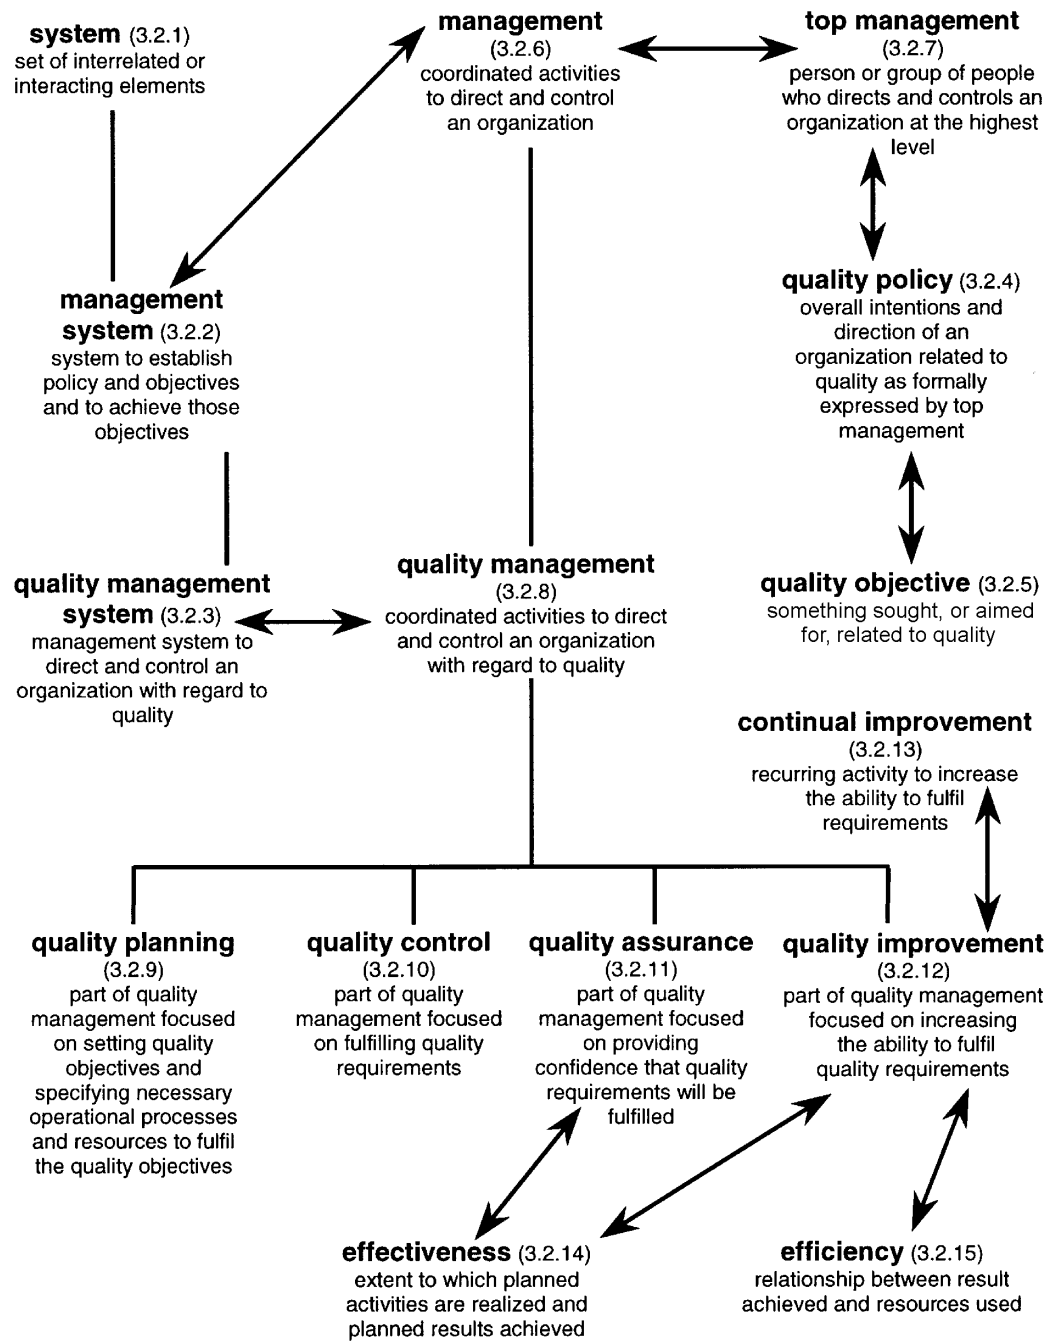 system (3.2.1)
set of interrelated or
interacting elements
management
(3.2.6)
coordinated activities
to direct and control
an organization
top management
(3.2.7)
person or group of people
who directs and controls an
organization at the highest
level
management
system (3.2.2)
system to establish
policy and objectives
and to achieve those
objectives
quality policy (3.2.4)
overall intentions and
direction of an
organization related to
quality as formally
expressed by top
management
quality management
system (3.2.3)
management system to
direct and control an
organization with regard to
quality
quality management
(3.2.8)
coordinated activities to direct
and control an organization
with regard to quality
quality objective (3.2.5)
something sought, or aimed
for, related to quality
continual improvement
(3.2.13)
recurring activity to increase
the ability to fulfil
requirements
quality planning
(3.2.9)
part of quality
management focused
on setting quality
objectives and
specifying necessary
operational processes
and resources to fulfil
the quality objectives
quality control
(3.2.10)
part of quality
management focused
on fulfilling quality
requirements
quality assurance
(3.2.11)
part of quality
management focused
on providing
confidence that quality
requirements will be
fulfilled
quality improvement
(3.2.12)
part of quality management
focused on increasing
the ability to fulfil
quality requirements
effectiveness (3.2.14)
extent to which planned
activities are realized and
planned results achieved
efficiency (3.2.15)
relationship between result
achieved and resources used